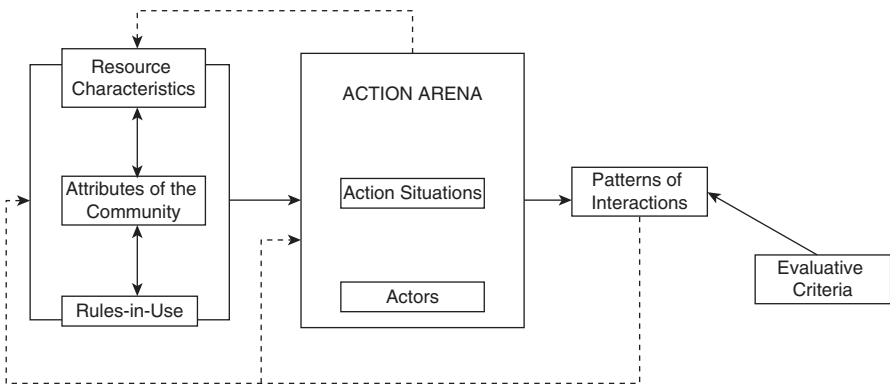 Resource
Characteristics
Attributes of the
Community
Rules-in-Use
ACTION ARENA
Action Situations
Actors
Patterns of
Interactions
Evaluative
Criteria